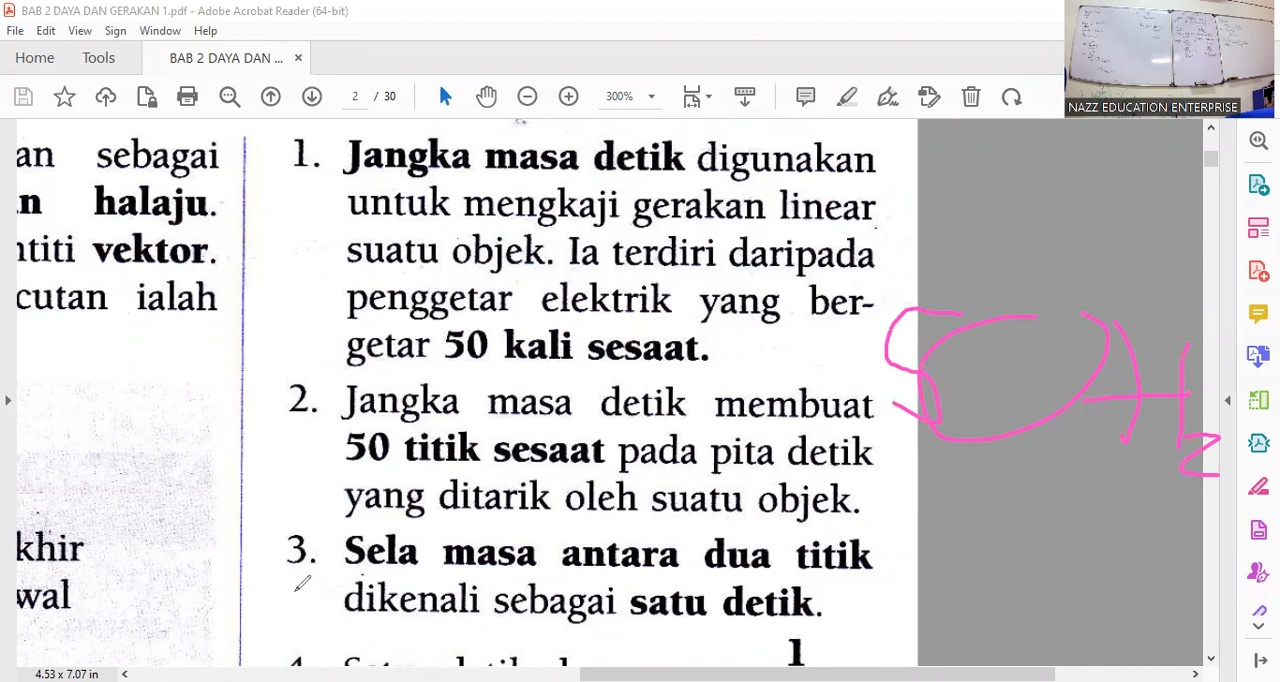 BAB 2 DAYA DAN GERAKAN 1.pdf - Adobe Acrobat Reader (64-bit)
File Edit View Sign Window Help
Home Tools BAB 2 DAYA DAN ... ×
2 / 30 300%
NAZZ EDUCATION ENTERPRISE
an sebagai
n halaju.
ntiti vektor.
cutan ialah
khir
wal
1. Jangka masa detik digunakan
untuk mengkaji gerakan linear
suatu objek. Ia terdiri daripada
penggetar elektrik yang ber-
getar 50 kali sesaat.
2. Jangka masa detik membuat
50 titik sesaat pada pita detik
yang ditarik oleh suatu objek.
3. Sela masa antara dua titik
dikenali sebagai satu detik.
1
50 Hz
4.53 x 7.07 in